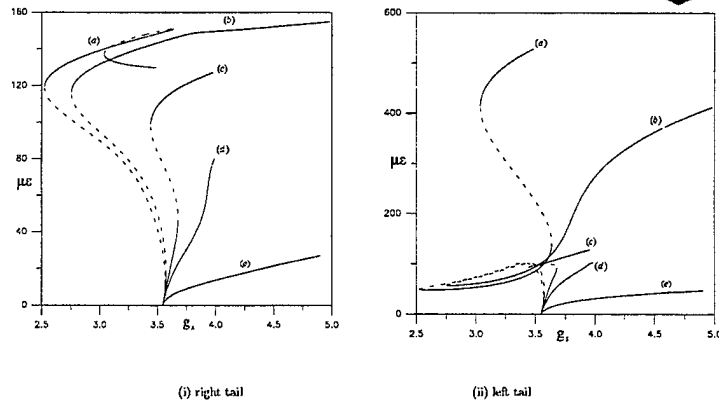 160
120
80
40
0
με
(a)
(b)
(c)
(d)
(e)
2.5 3.0 3.5 4.0 4.5 5.0
600
400
200
0
με
(a)
(b)
(c)
(d)
(e)
2.5 3.0 3.5 4.0 4.5 5.0
(i) right tail
(ii) left tail